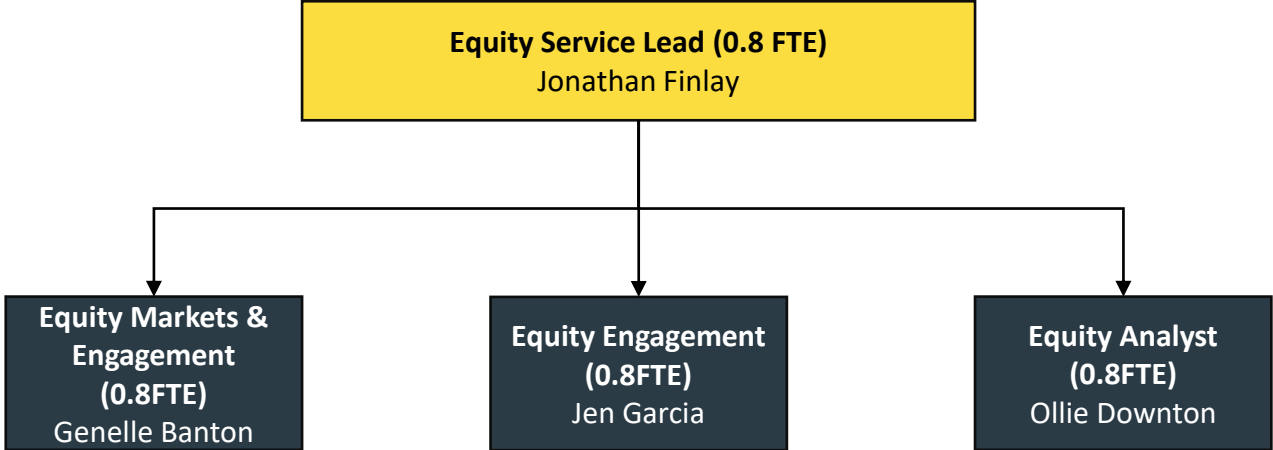 Equity Service Lead (0.8 FTE)
Jonathan Finlay
Equity Markets &
Engagement
(0.8FTE)
Genelle Banton
Equity Engagement
(0.8FTE)
Jen Garcia
Equity Analyst
(0.8FTE)
Ollie Downton